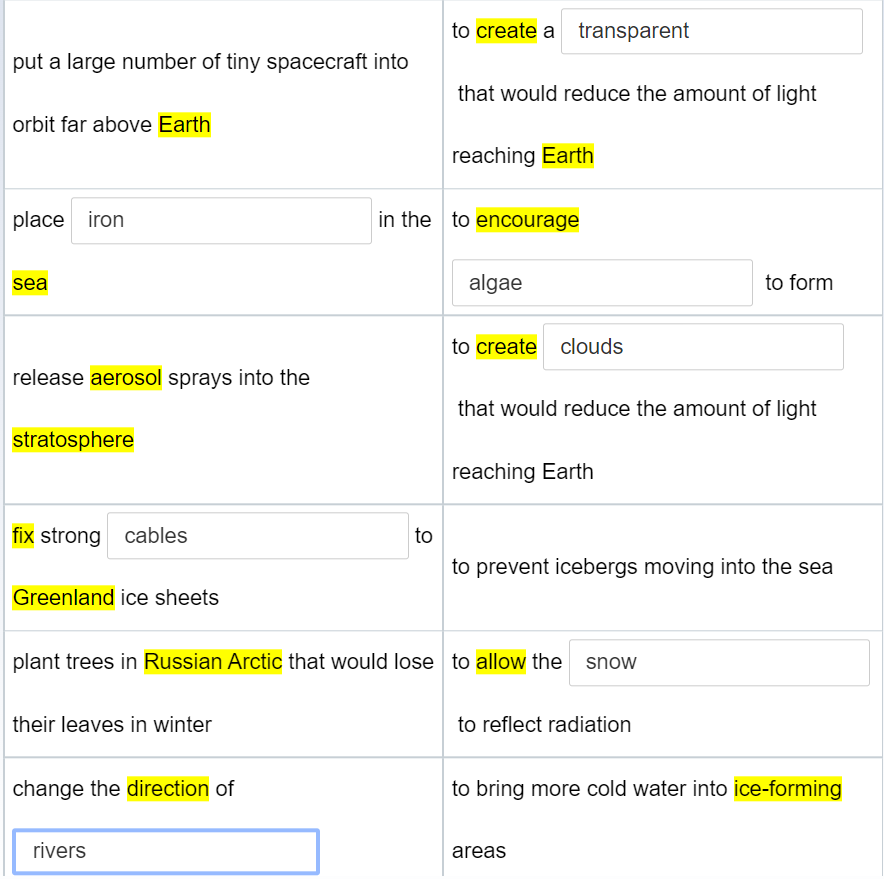 put a large number of tiny spacecraft into
orbit far above Earth
to create a transparent
that would reduce the amount of light
reaching Earth
place iron in the
sea
to encourage
algae to form
release aerosol sprays into the
stratosphere
to create clouds
that would reduce the amount of light
reaching Earth
fix strong cables to
Greenland ice sheets
to prevent icebergs moving into the sea
plant trees in Russian Arctic that would lose
their leaves in winter
to allow the snow
to reflect radiation
change the direction of
rivers
to bring more cold water into ice-forming
areas